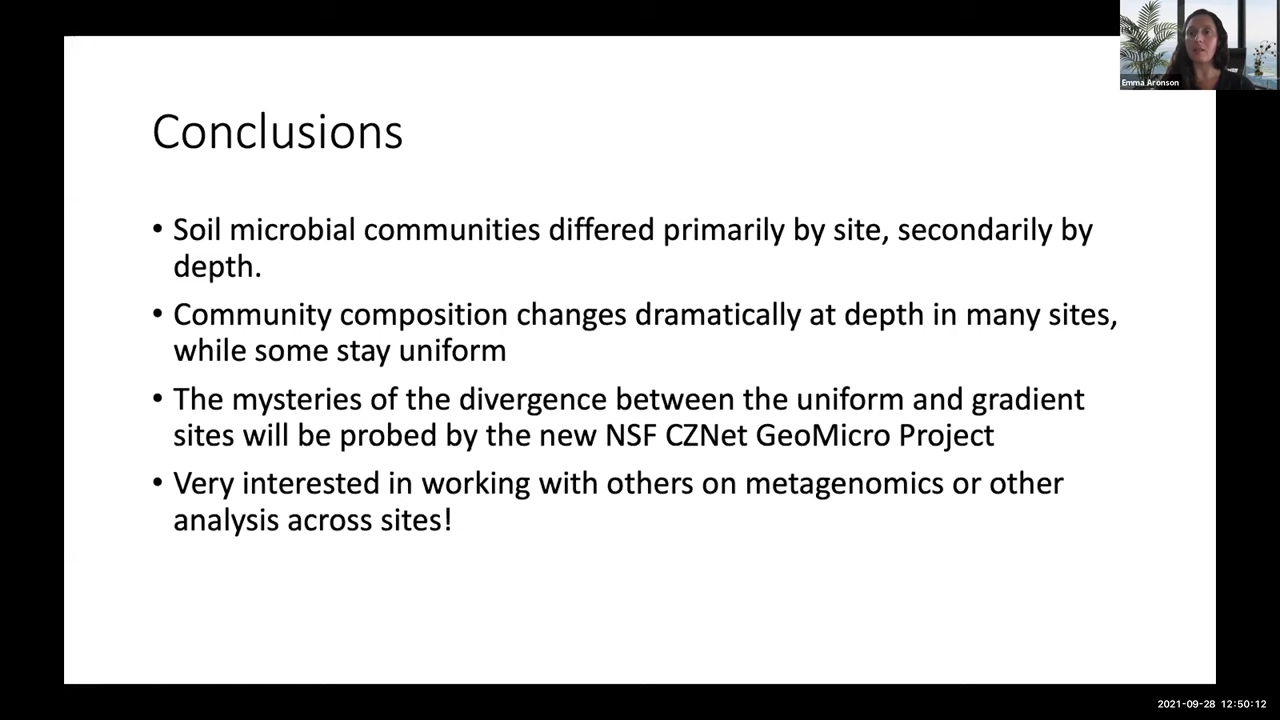 Emma Aronson
Conclusions
• Soil microbial communities differed primarily by site, secondarily by
depth.
• Community composition changes dramatically at depth in many sites,
while some stay uniform
• The mysteries of the divergence between the uniform and gradient
sites will be probed by the new NSF CZNet GeoMicro Project
• Very interested in working with others on metagenomics or other
analysis across sites!
2021-09-28 12:50:12